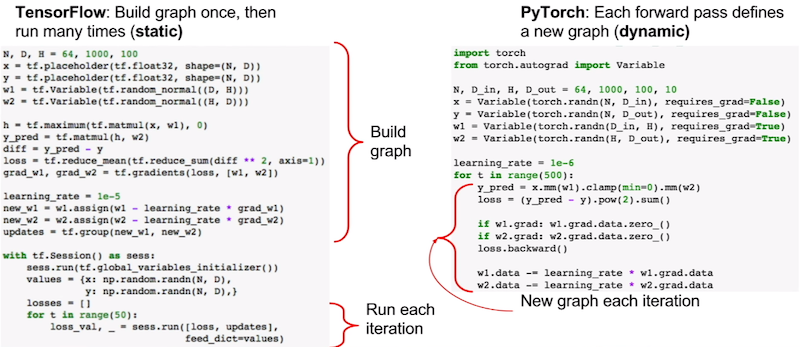 TensorFlow: Build graph once, then
run many times (static)
N, D, H = 64, 1000, 100
x = tf.placeholder(tf.float32, shape=(N, D))
y = tf.placeholder(tf.float32, shape=(N, D))
w1 = tf.Variable(tf.random_normal((D, H)))
w2 = tf.Variable(tf.random_normal((H, D)))
h = tf.maximum(tf.matmul(x, w1), 0)
y_pred = tf.matmul(h, w2)
diff = y_pred - y
loss = tf.reduce_mean(tf.reduce_sum(diff ** 2, axis=1))
grad_w1, grad_w2 = tf.gradients(loss, [w1, w2])
learning_rate = 1e-5
new_w1 = w1.assign(w1 - learning_rate * grad_w1)
new_w2 = w2.assign(w2 - learning_rate * grad_w2)
updates = tf.group(new_w1, new_w2)
with tf.Session() as sess:
    sess.run(tf.global_variables_initializer())
    values = {x: np.random.randn(N, D),
              y: np.random.randn(N, D),}
    losses = []
    for t in range(50):
        loss_val, _ = sess.run([loss, updates],
                               feed_dict=values)
Build
graph
Run each
iteration
PyTorch: Each forward pass defines
a new graph (dynamic)
import torch
from torch.autograd import Variable
N, D_in, H, D_out = 64, 1000, 100, 10
x = Variable(torch.randn(N, D_in), requires_grad=False)
y = Variable(torch.randn(N, D_out), requires_grad=False)
w1 = Variable(torch.randn(D_in, H), requires_grad=True)
w2 = Variable(torch.randn(H, D_out), requires_grad=True)
learning_rate = 1e-6
for t in range(500):
    y_pred = x.mm(w1).clamp(min=0).mm(w2)
    loss = (y_pred - y).pow(2).sum()
    if w1.grad: w1.grad.data.zero_()
    if w2.grad: w2.grad.data.zero_()
    loss.backward()
    w1.data -= learning_rate * w1.grad.data
    w2.data -= learning_rate * w2.grad.data
New graph each iteration